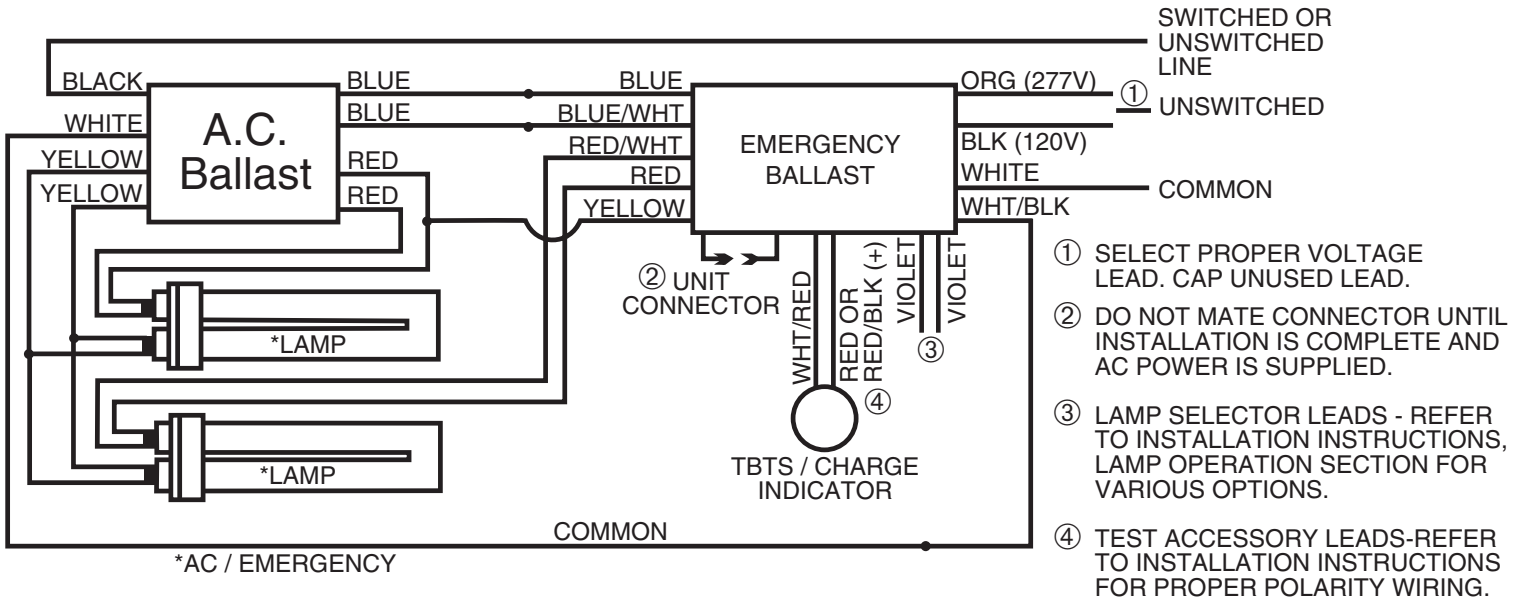 SWITCHED OR
UNSWITCHED
LINE
BLACK
BLUE
BLUE
ORG (277V)
①
UNSWITCHED
WHITE
BLUE
BLUE/WHT
A.C.
Ballast
EMERGENCY
BALLAST
BLK (120V)
YELLOW
RED
RED/WHT
WHITE
COMMON
YELLOW
RED
RED
YELLOW
WHT/BLK
② UNIT
CONNECTOR
WHT/RED
RED OR
RED/BLK (+)
VIOLET
VIOLET
③
④
*LAMP
*LAMP
TBTS / CHARGE
INDICATOR
COMMON
*AC / EMERGENCY
① SELECT PROPER VOLTAGE
LEAD. CAP UNUSED LEAD.
② DO NOT MATE CONNECTOR UNTIL
INSTALLATION IS COMPLETE AND
AC POWER IS SUPPLIED.
③ LAMP SELECTOR LEADS - REFER
TO INSTALLATION INSTRUCTIONS,
LAMP OPERATION SECTION FOR
VARIOUS OPTIONS.
④ TEST ACCESSORY LEADS-REFER
TO INSTALLATION INSTRUCTIONS
FOR PROPER POLARITY WIRING.